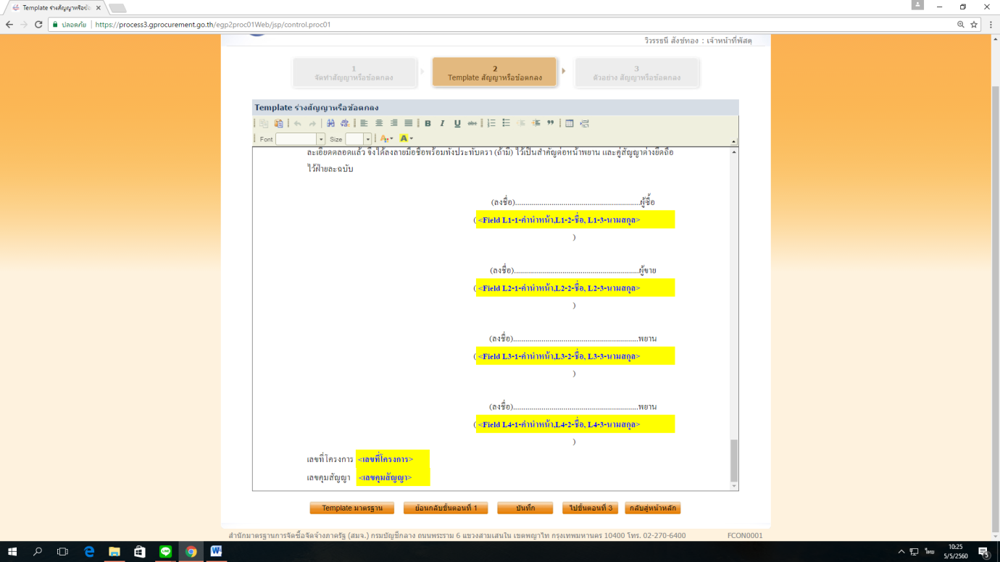 Template ร่างสัญญาหรือข้อ
ปลอดภัย | https://process3.gprocurement.go.th/egp2proc01Web/jsp/control.proc01
วิวรรธนี สังข์ทอง : เจ้าหน้าที่พัสดุ
1
จัดทำสัญญาหรือข้อตกลง
2
Template สัญญาหรือข้อตกลง
3
ตัวอย่าง สัญญาหรือข้อตกลง
Template ร่างสัญญาหรือข้อตกลง
B I U abc
Font Size A A
ละเอียดตลอดแล้ว จึงได้ลงลายมือชื่อพร้อมทั้งประทับตรา (ถ้ามี) ไว้เป็นสำคัญต่อหน้าพยาน และคู่สัญญาต่างยึดถือ
ไว้ฝ่ายละฉบับ
(ลงชื่อ)..............................................................ผู้ซื้อ
( <Field L1-1-คำนำหน้า,L1-2-ชื่อ, L1-3-นามสกุล>
)
(ลงชื่อ)..............................................................ผู้ขาย
( <Field L2-1-คำนำหน้า,L2-2-ชื่อ, L2-3-นามสกุล>
)
(ลงชื่อ)..............................................................พยาน
( <Field L3-1-คำนำหน้า,L3-2-ชื่อ, L3-3-นามสกุล>
)
(ลงชื่อ)..............................................................พยาน
( <Field L4-1-คำนำหน้า,L4-2-ชื่อ, L4-3-นามสกุล>
)
เลขที่โครงการ <เลขที่โครงการ>
เลขคุมสัญญา <เลขคุมสัญญา>
Template มาตรฐาน ย้อนกลับขั้นตอนที่ 1 บันทึก ไปขั้นตอนที่ 3 กลับสู่หน้าหลัก
สำนักมาตรฐานการจัดซื้อจัดจ้างภาครัฐ (สมจ.) กรมบัญชีกลาง ถนนพระราม 6 แขวงสามเสนใน เขตพญาไท กรุงเทพมหานคร 10400 โทร. 02-270-6400 FCON0001
ไทย
10:25
5/5/2560
5